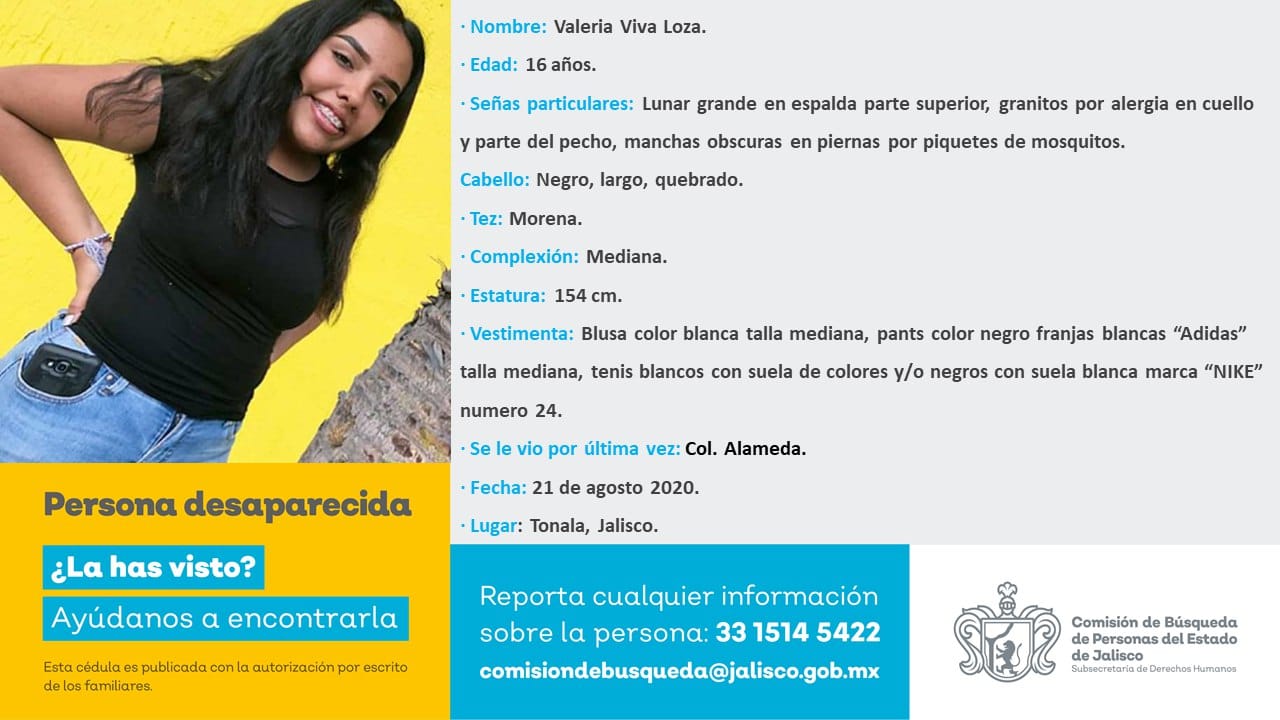 · Nombre: Valeria Viva Loza.
· Edad: 16 años.
· Señas particulares: Lunar grande en espalda parte superior, granitos por alergia en cuello
y parte del pecho, manchas obscuras en piernas por piquetes de mosquitos.
Cabello: Negro, largo, quebrado.
· Tez: Morena.
· Complexión: Mediana.
· Estatura: 154 cm.
· Vestimenta: Blusa color blanca talla mediana, pants color negro franjas blancas “Adidas”
talla mediana, tenis blancos con suela de colores y/o negros con suela blanca marca “NIKE”
numero 24.
· Se le vio por última vez: Col. Alameda.
· Fecha: 21 de agosto 2020.
· Lugar: Tonala, Jalisco.
Persona desaparecida
¿La has visto?
Ayúdanos a encontrarla
Esta cédula es publicada con la autorización por escrito
de los familiares.
Reporta cualquier información
sobre la persona: 33 1514 5422
comisiondebusqueda@jalisco.gob.mx
Comisión de Búsqueda
de Personas del Estado
de Jalisco
Subsecretaría de Derechos Humanos